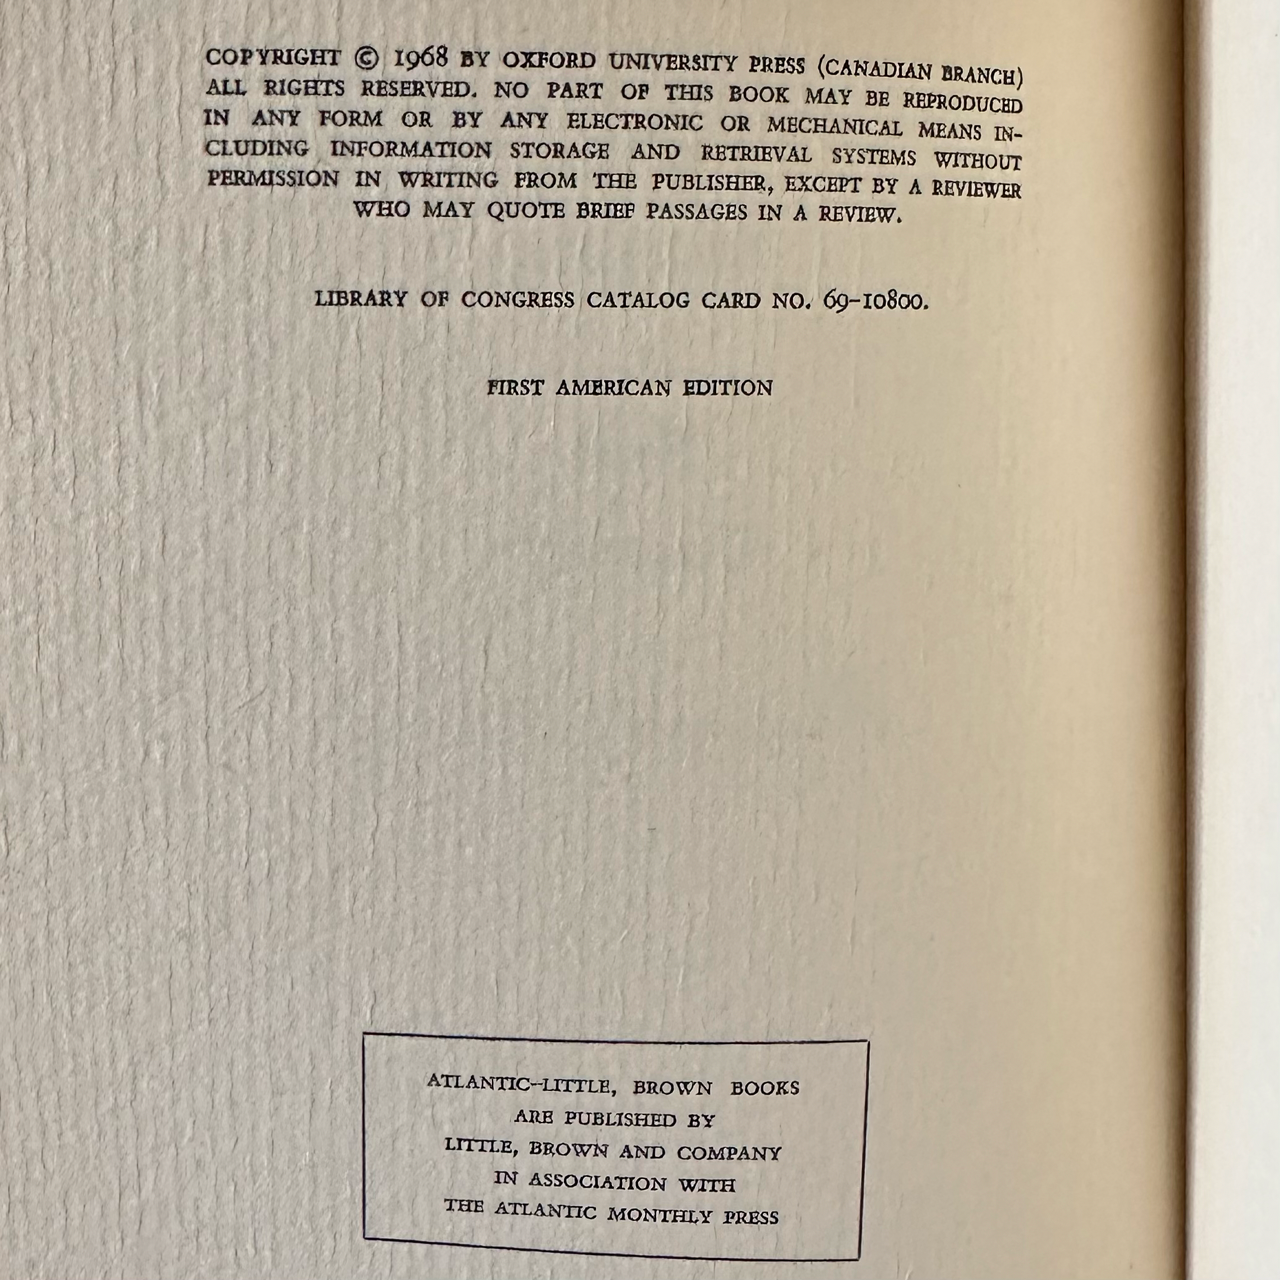 COPYRIGHT © 1968 BY OXFORD UNIVERSITY PRESS (CANADIAN BRANCH)
ALL RIGHTS RESERVED. NO PART OF THIS BOOK MAY BE REPRODUCED
IN ANY FORM OR BY ANY ELECTRONIC OR MECHANICAL MEANS IN-
CLUDING INFORMATION STORAGE AND RETRIEVAL SYSTEMS WITHOUT
PERMISSION IN WRITING FROM THE PUBLISHER, EXCEPT BY A REVIEWER
WHO MAY QUOTE BRIEF PASSAGES IN A REVIEW.
LIBRARY OF CONGRESS CATALOG CARD NO. 69-10800.
FIRST AMERICAN EDITION
ATLANTIC-LITTLE, BROWN BOOKS
ARE PUBLISHED BY
LITTLE, BROWN AND COMPANY
IN ASSOCIATION WITH
THE ATLANTIC MONTHLY PRESS